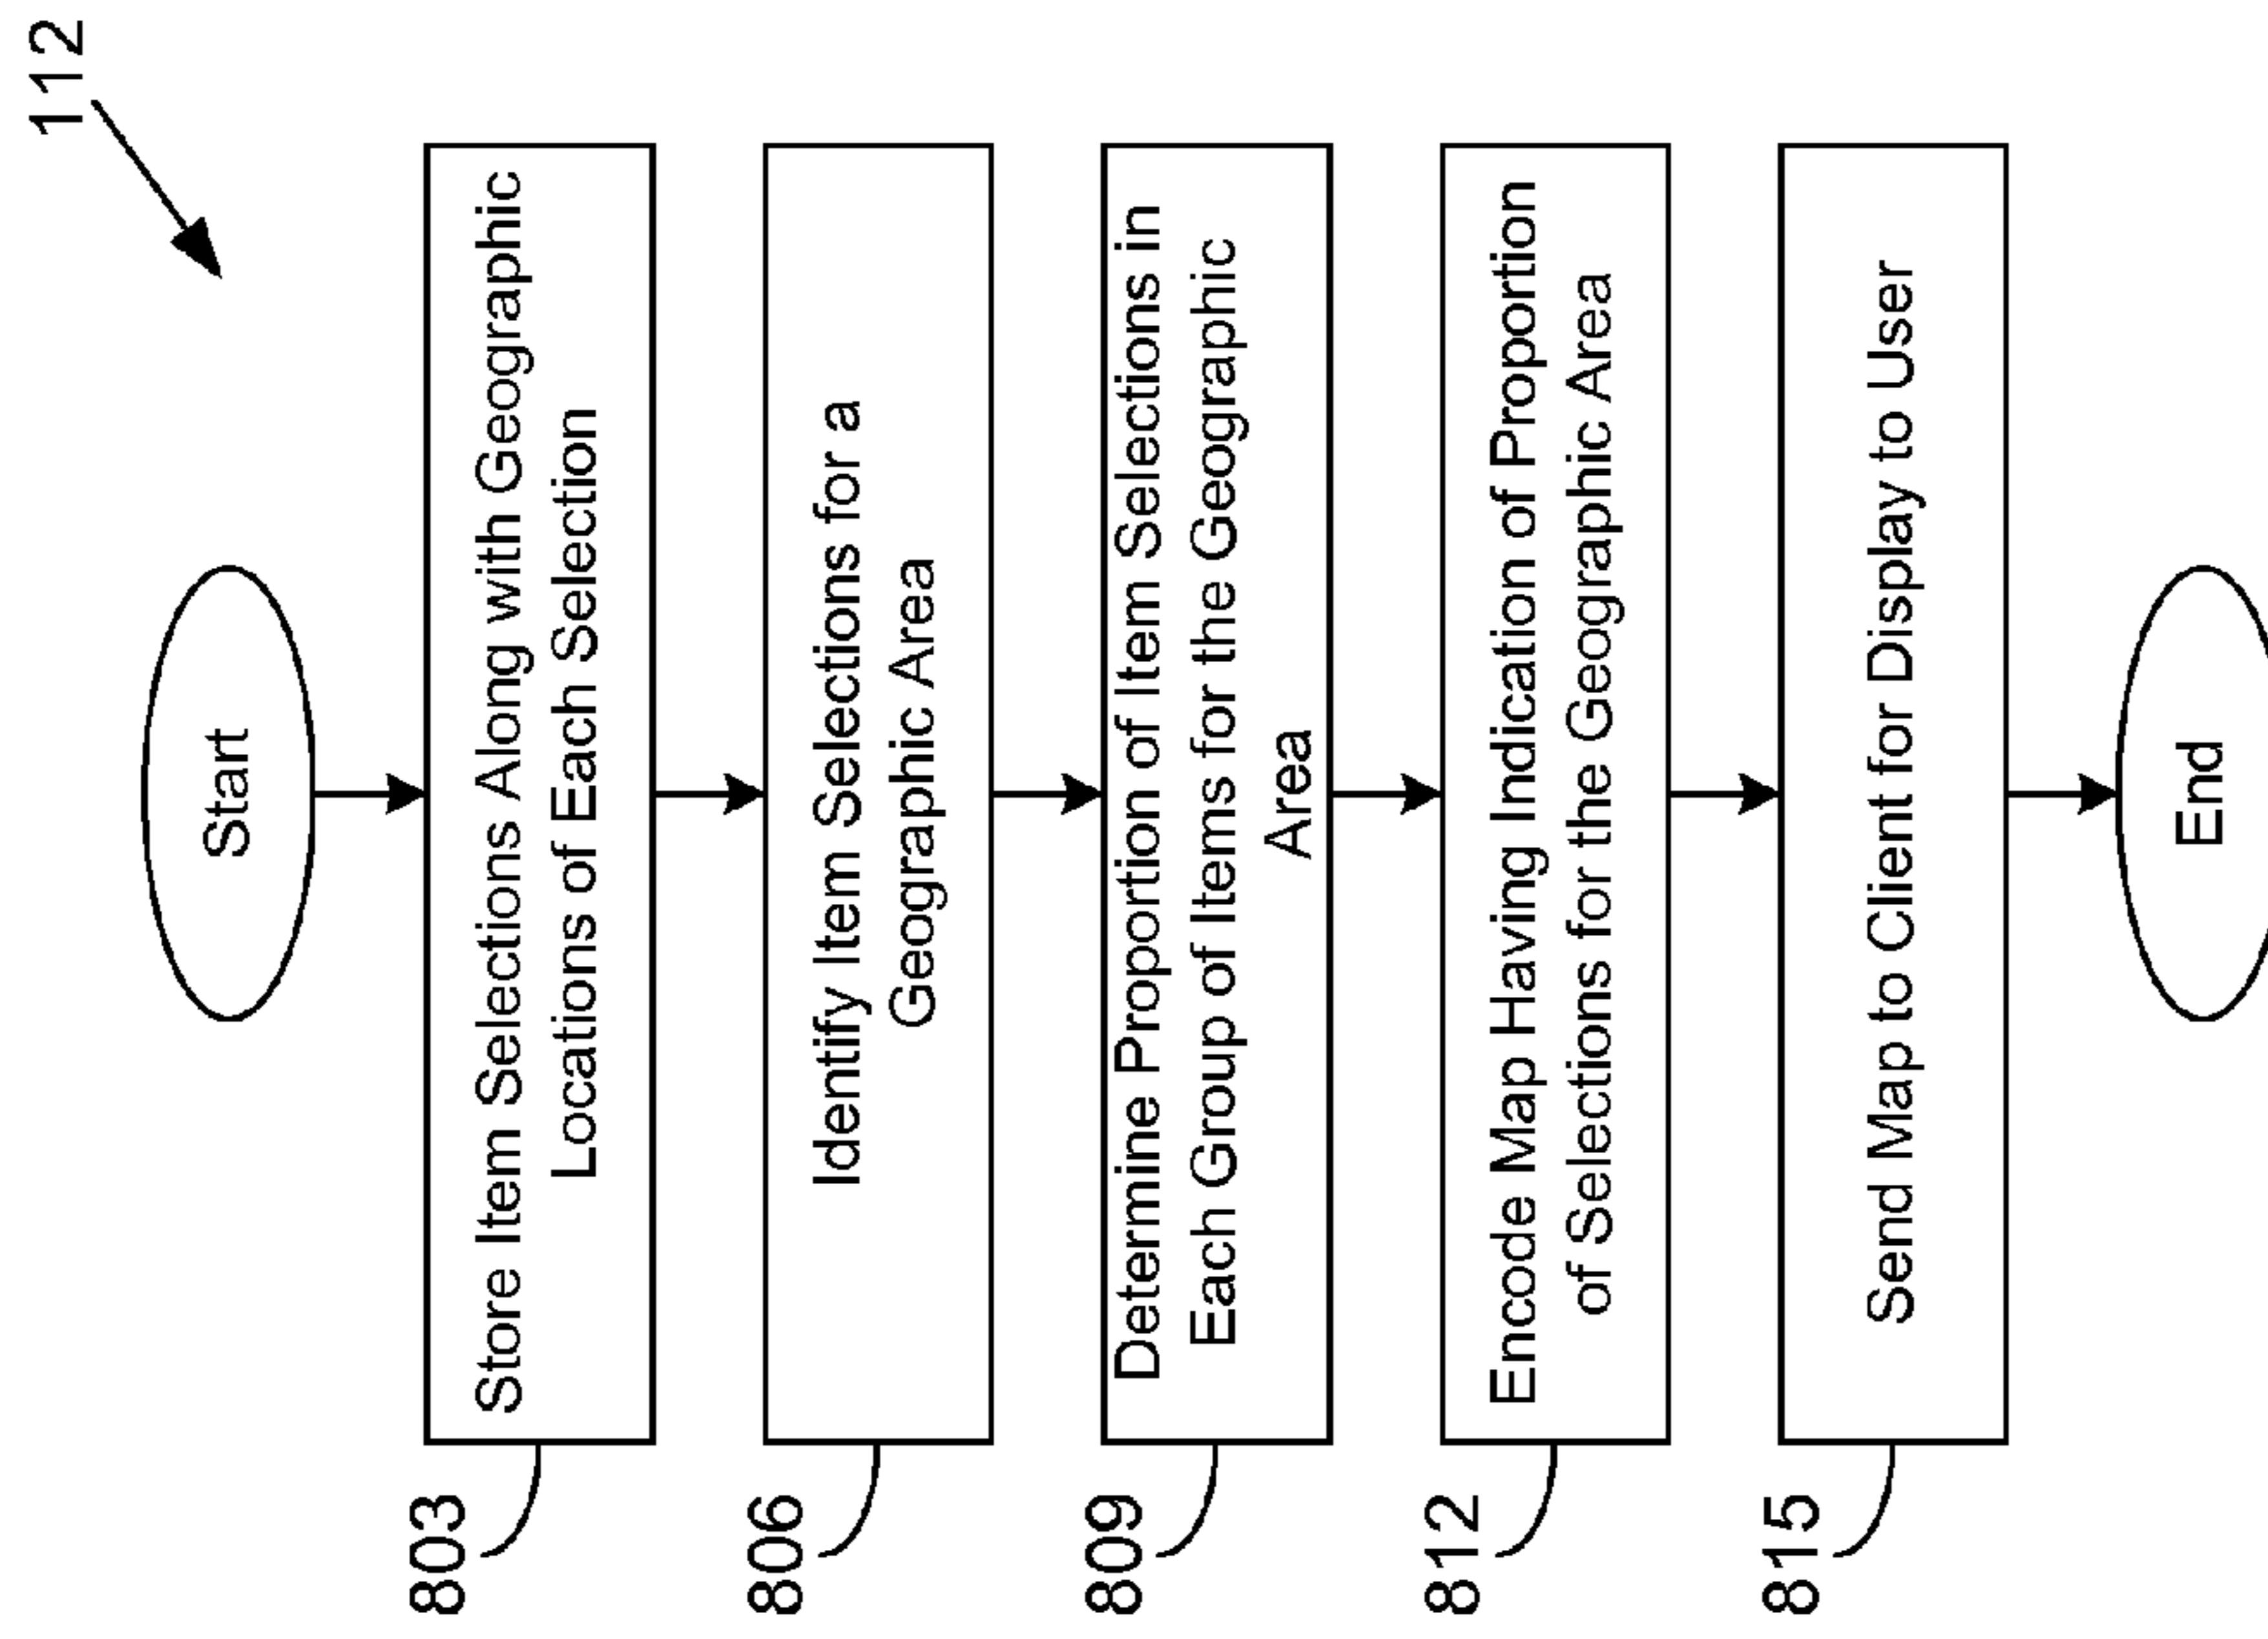 112
Start
803
Store Item Selections Along with Geographic
Locations of Each Selection
806
Identify Item Selections for a
Geographic Area
809
Determine Proportion of Item Selections in
Each Group of Items for the Geographic
Area
812
Encode Map Having Indication of Proportion
of Selections for the Geographic Area
815
Send Map to Client for Display to User
End